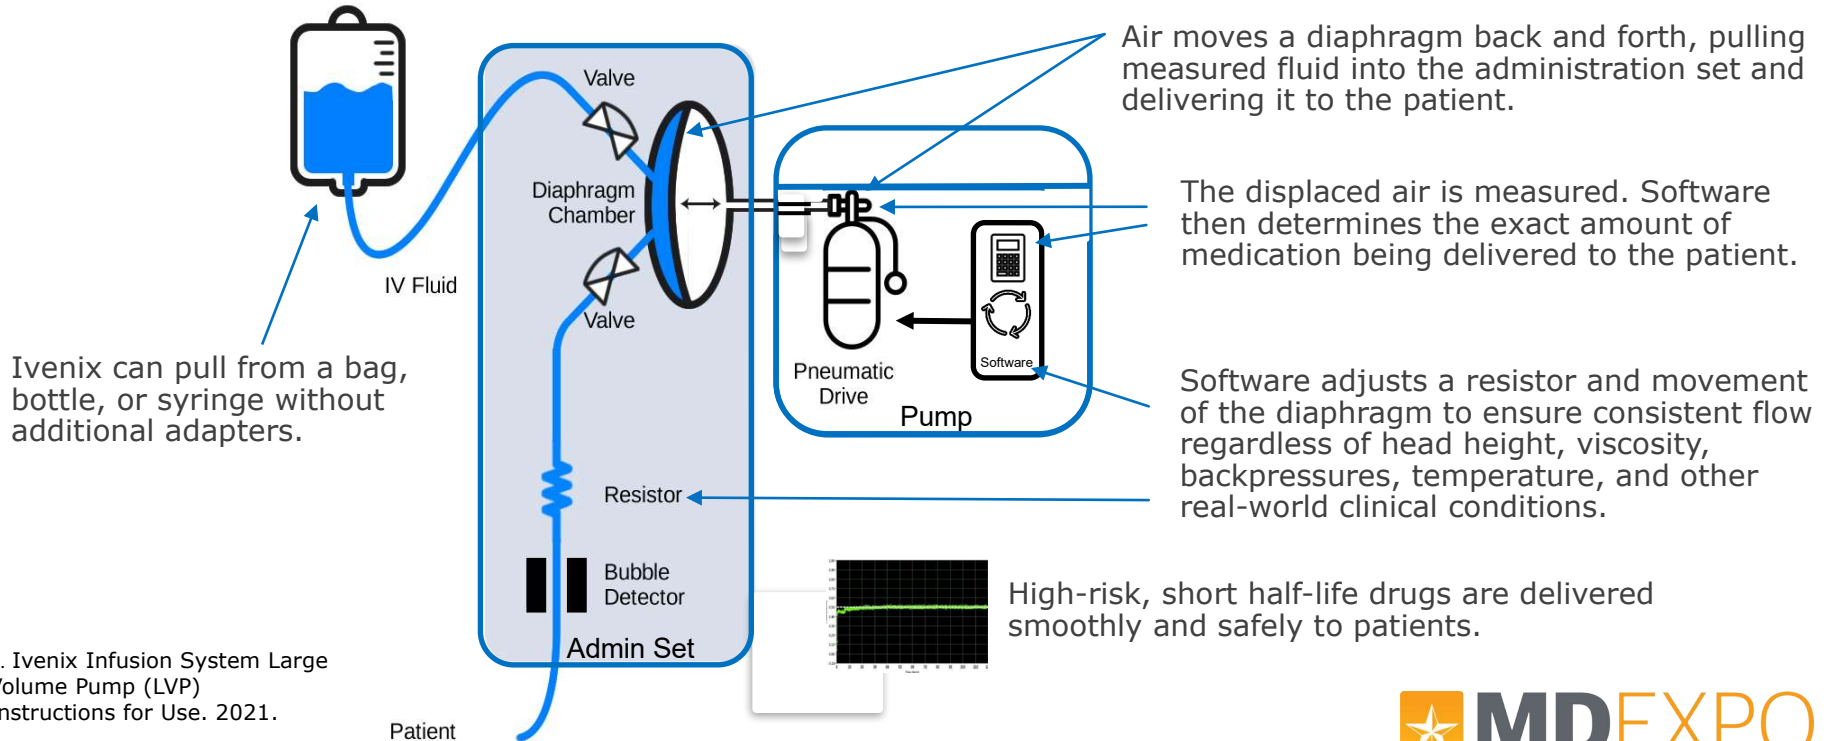 Air moves a diaphragm back and forth, pulling
measured fluid into the administration set and
delivering it to the patient.
Valve
Diaphragm
Chamber
IV Fluid
Valve
The displaced air is measured. Software
then determines the exact amount of
medication being delivered to the patient.
Software
Pneumatic
Drive
Pump
Ivenix can pull from a bag,
bottle, or syringe without
additional adapters.
Software adjusts a resistor and movement
of the diaphragm to ensure consistent flow
regardless of head height, viscosity,
backpressures, temperature, and other
real-world clinical conditions.
Resistor
Bubble
Detector
Admin Set
High-risk, short half-life drugs are delivered
smoothly and safely to patients.
. Ivenix Infusion System Large
Volume Pump (LVP)
Instructions for Use. 2021.
Patient
MDEXPO